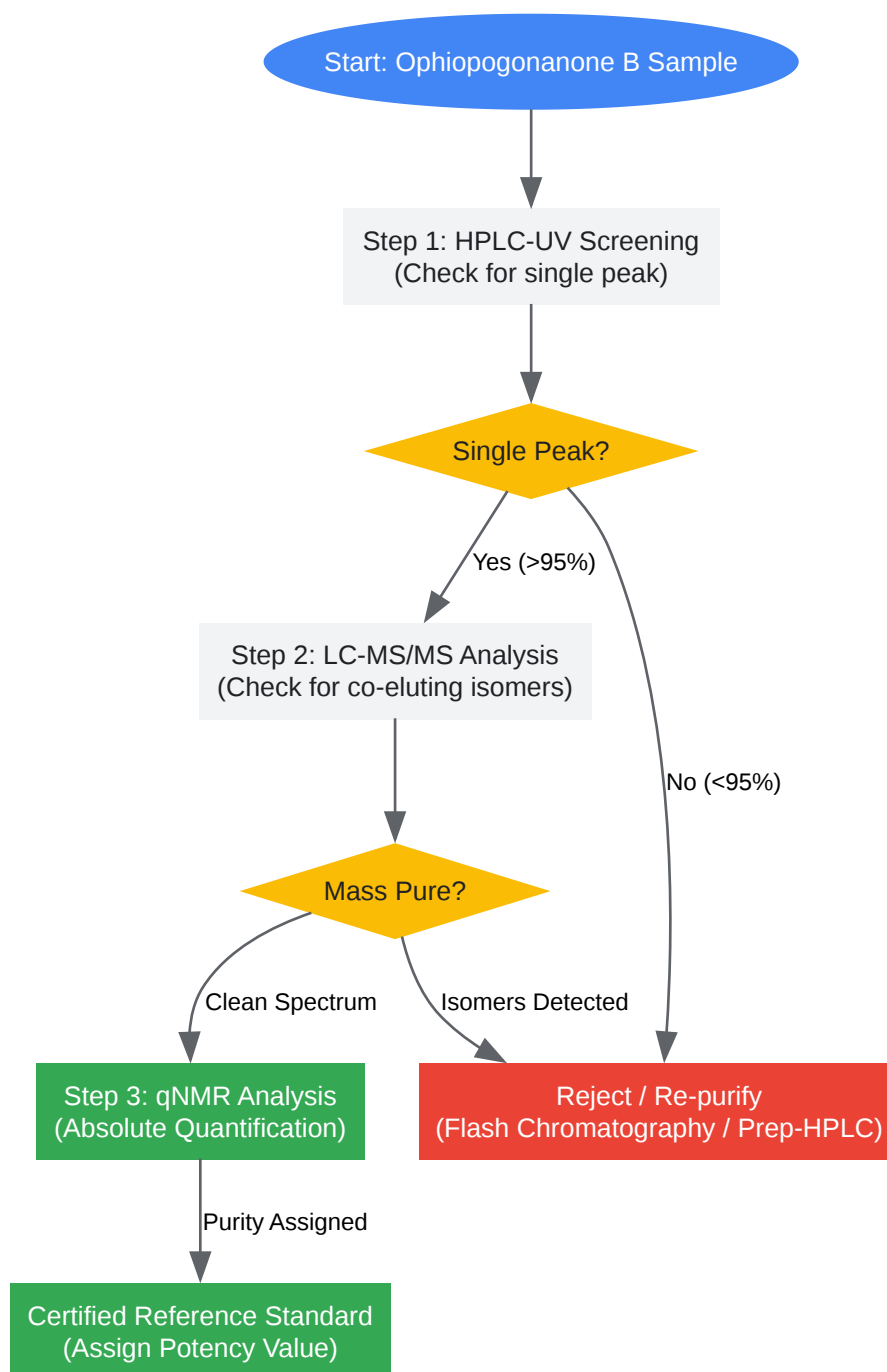 Start: Ophiopogonanone B Sample
Step 1: HPLC-UV Screening
(Check for single peak)
Single Peak?
Yes (>95%)
Step 2: LC-MS/MS Analysis
(Check for co-eluting isomers)
No (<95%)
Mass Pure?
Clean Spectrum
Isomers Detected
Step 3: qNMR Analysis
(Absolute Quantification)
Reject / Re-purify
(Flash Chromatography / Prep-HPLC)
Purity Assigned
Certified Reference Standard
(Assign Potency Value)